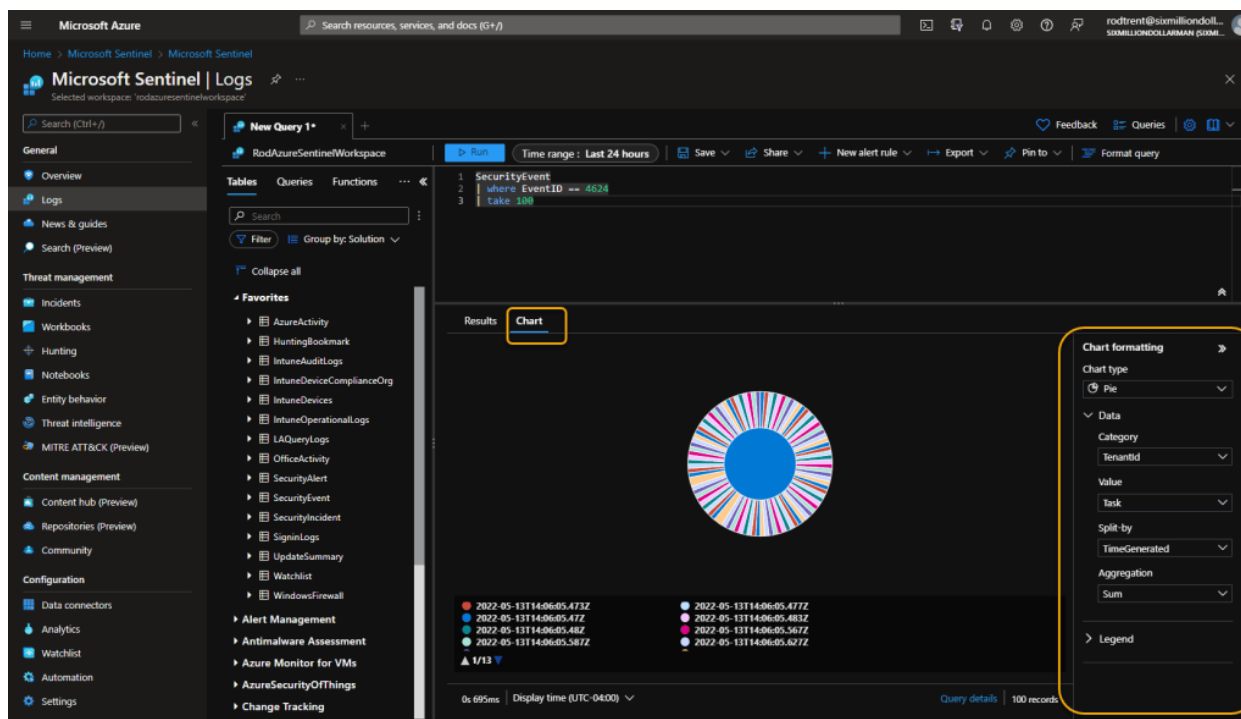 Microsoft Azure
Search resources, services, and docs (G+/)
rodtrent@sixmilliondoll...
SIXMILLIONDOLLARMAN (SIXMI...
Home > Microsoft Sentinel > Microsoft Sentinel
Microsoft Sentinel | Logs
Selected workspace: 'rodazuresentinelworkspace'
Search (Ctrl+/)
General
Overview
Logs
News & guides
Search (Preview)
Threat management
Incidents
Workbooks
Hunting
Notebooks
Entity behavior
Threat intelligence
MITRE ATT&CK (Preview)
Content management
Content hub (Preview)
Repositories (Preview)
Community
Configuration
Data connectors
Analytics
Watchlist
Automation
Settings
New Query 1*
Feedback
Queries
RodAzureSentinelWorkspace
Run
Time range : Last 24 hours
Save
Share
New alert rule
Export
Pin to
Format query
Tables
Queries
Functions
Search
Filter
Group by: Solution
Collapse all
Favorites
AzureActivity
HuntingBookmark
IntuneAuditLogs
IntuneDeviceComplianceOrg
IntuneDevices
IntuneOperationalLogs
LAQueryLogs
OfficeActivity
SecurityAlert
SecurityEvent
SecurityIncident
SigninLogs
UpdateSummary
Watchlist
WindowsFirewall
Alert Management
Antimalware Assessment
Azure Monitor for VMs
AzureSecurityOfThings
Change Tracking
1 SecurityEvent
2 | where EventID == 4624
3 | take 100
Results
Chart
2022-05-13T14:06:05.473Z
2022-05-13T14:06:05.477Z
2022-05-13T14:06:05.47Z
2022-05-13T14:06:05.483Z
2022-05-13T14:06:05.48Z
2022-05-13T14:06:05.567Z
2022-05-13T14:06:05.587Z
2022-05-13T14:06:05.627Z
1/13
0s 695ms
Display time (UTC-04:00)
Query details
100 records
Chart formatting
Chart type
Pie
Data
Category
TenantId
Value
Task
Split-by
TimeGenerated
Aggregation
Sum
Legend